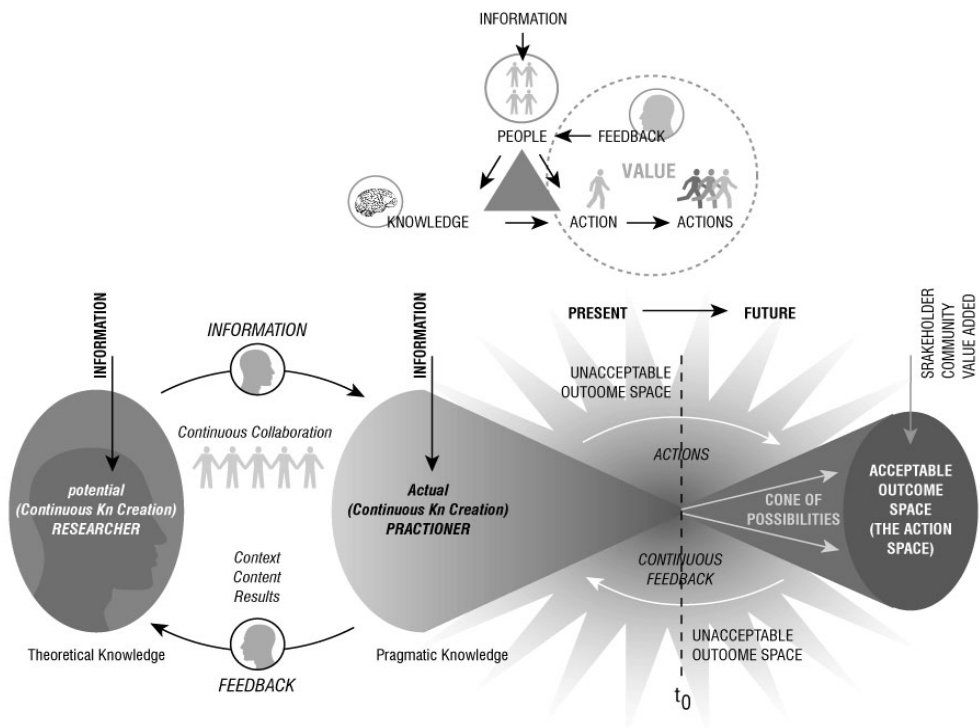 INFORMATION
PEOPLE
FEEDBACK
VALUE
KNOWLEDGE
ACTION
ACTIONS
PRESENT
FUTURE
INFORMATION
INFORMATION
INFORMATION
SRAKEHOLDER
COMMUNITY
VALUE ADDED
UNACCEPTABLE
OUTCOME SPACE
Continuous Collaboration
ACTIONS
potential
(Continuous Kn Creation)
RESEARCHER
Actual
(Continuous Kn Creation)
PRACTIONER
CONE OF
POSSIBILITIES
ACCEPTABLE
OUTCOME
SPACE
(THE ACTION
SPACE)
Context
Content
Results
CONTINUOUS
FEEDBACK
Theoretical Knowledge
FEEDBACK
Pragmatic Knowledge
UNACCEPTABLE
OUTOOME SPACE
t0